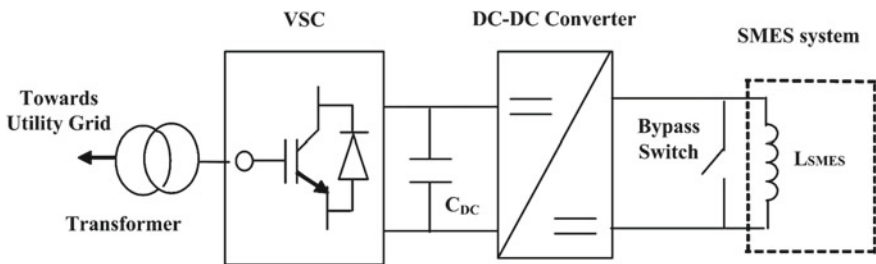 VSC
DC-DC Converter
SMES system
Towards
Utility Grid
Bypass
Switch
LSMES
CDC
Transformer